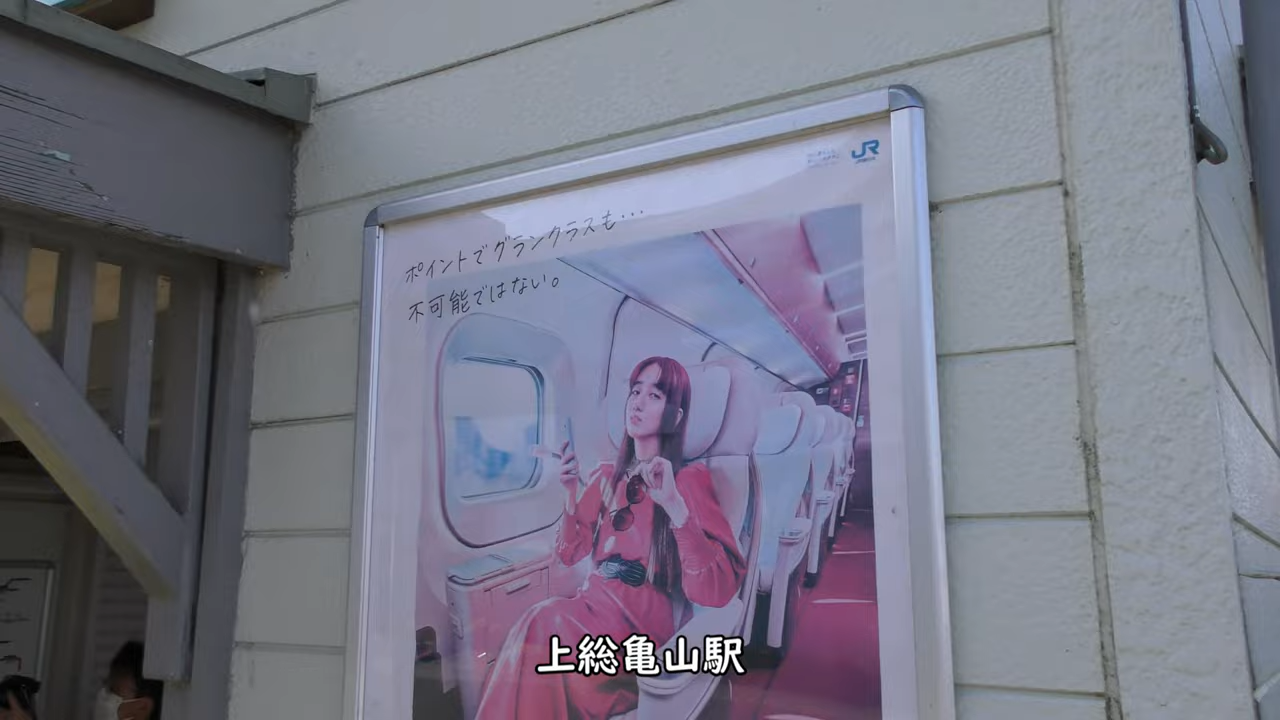 JR
ポイントでグランクラスも…
不可能ではない。
上総亀山駅